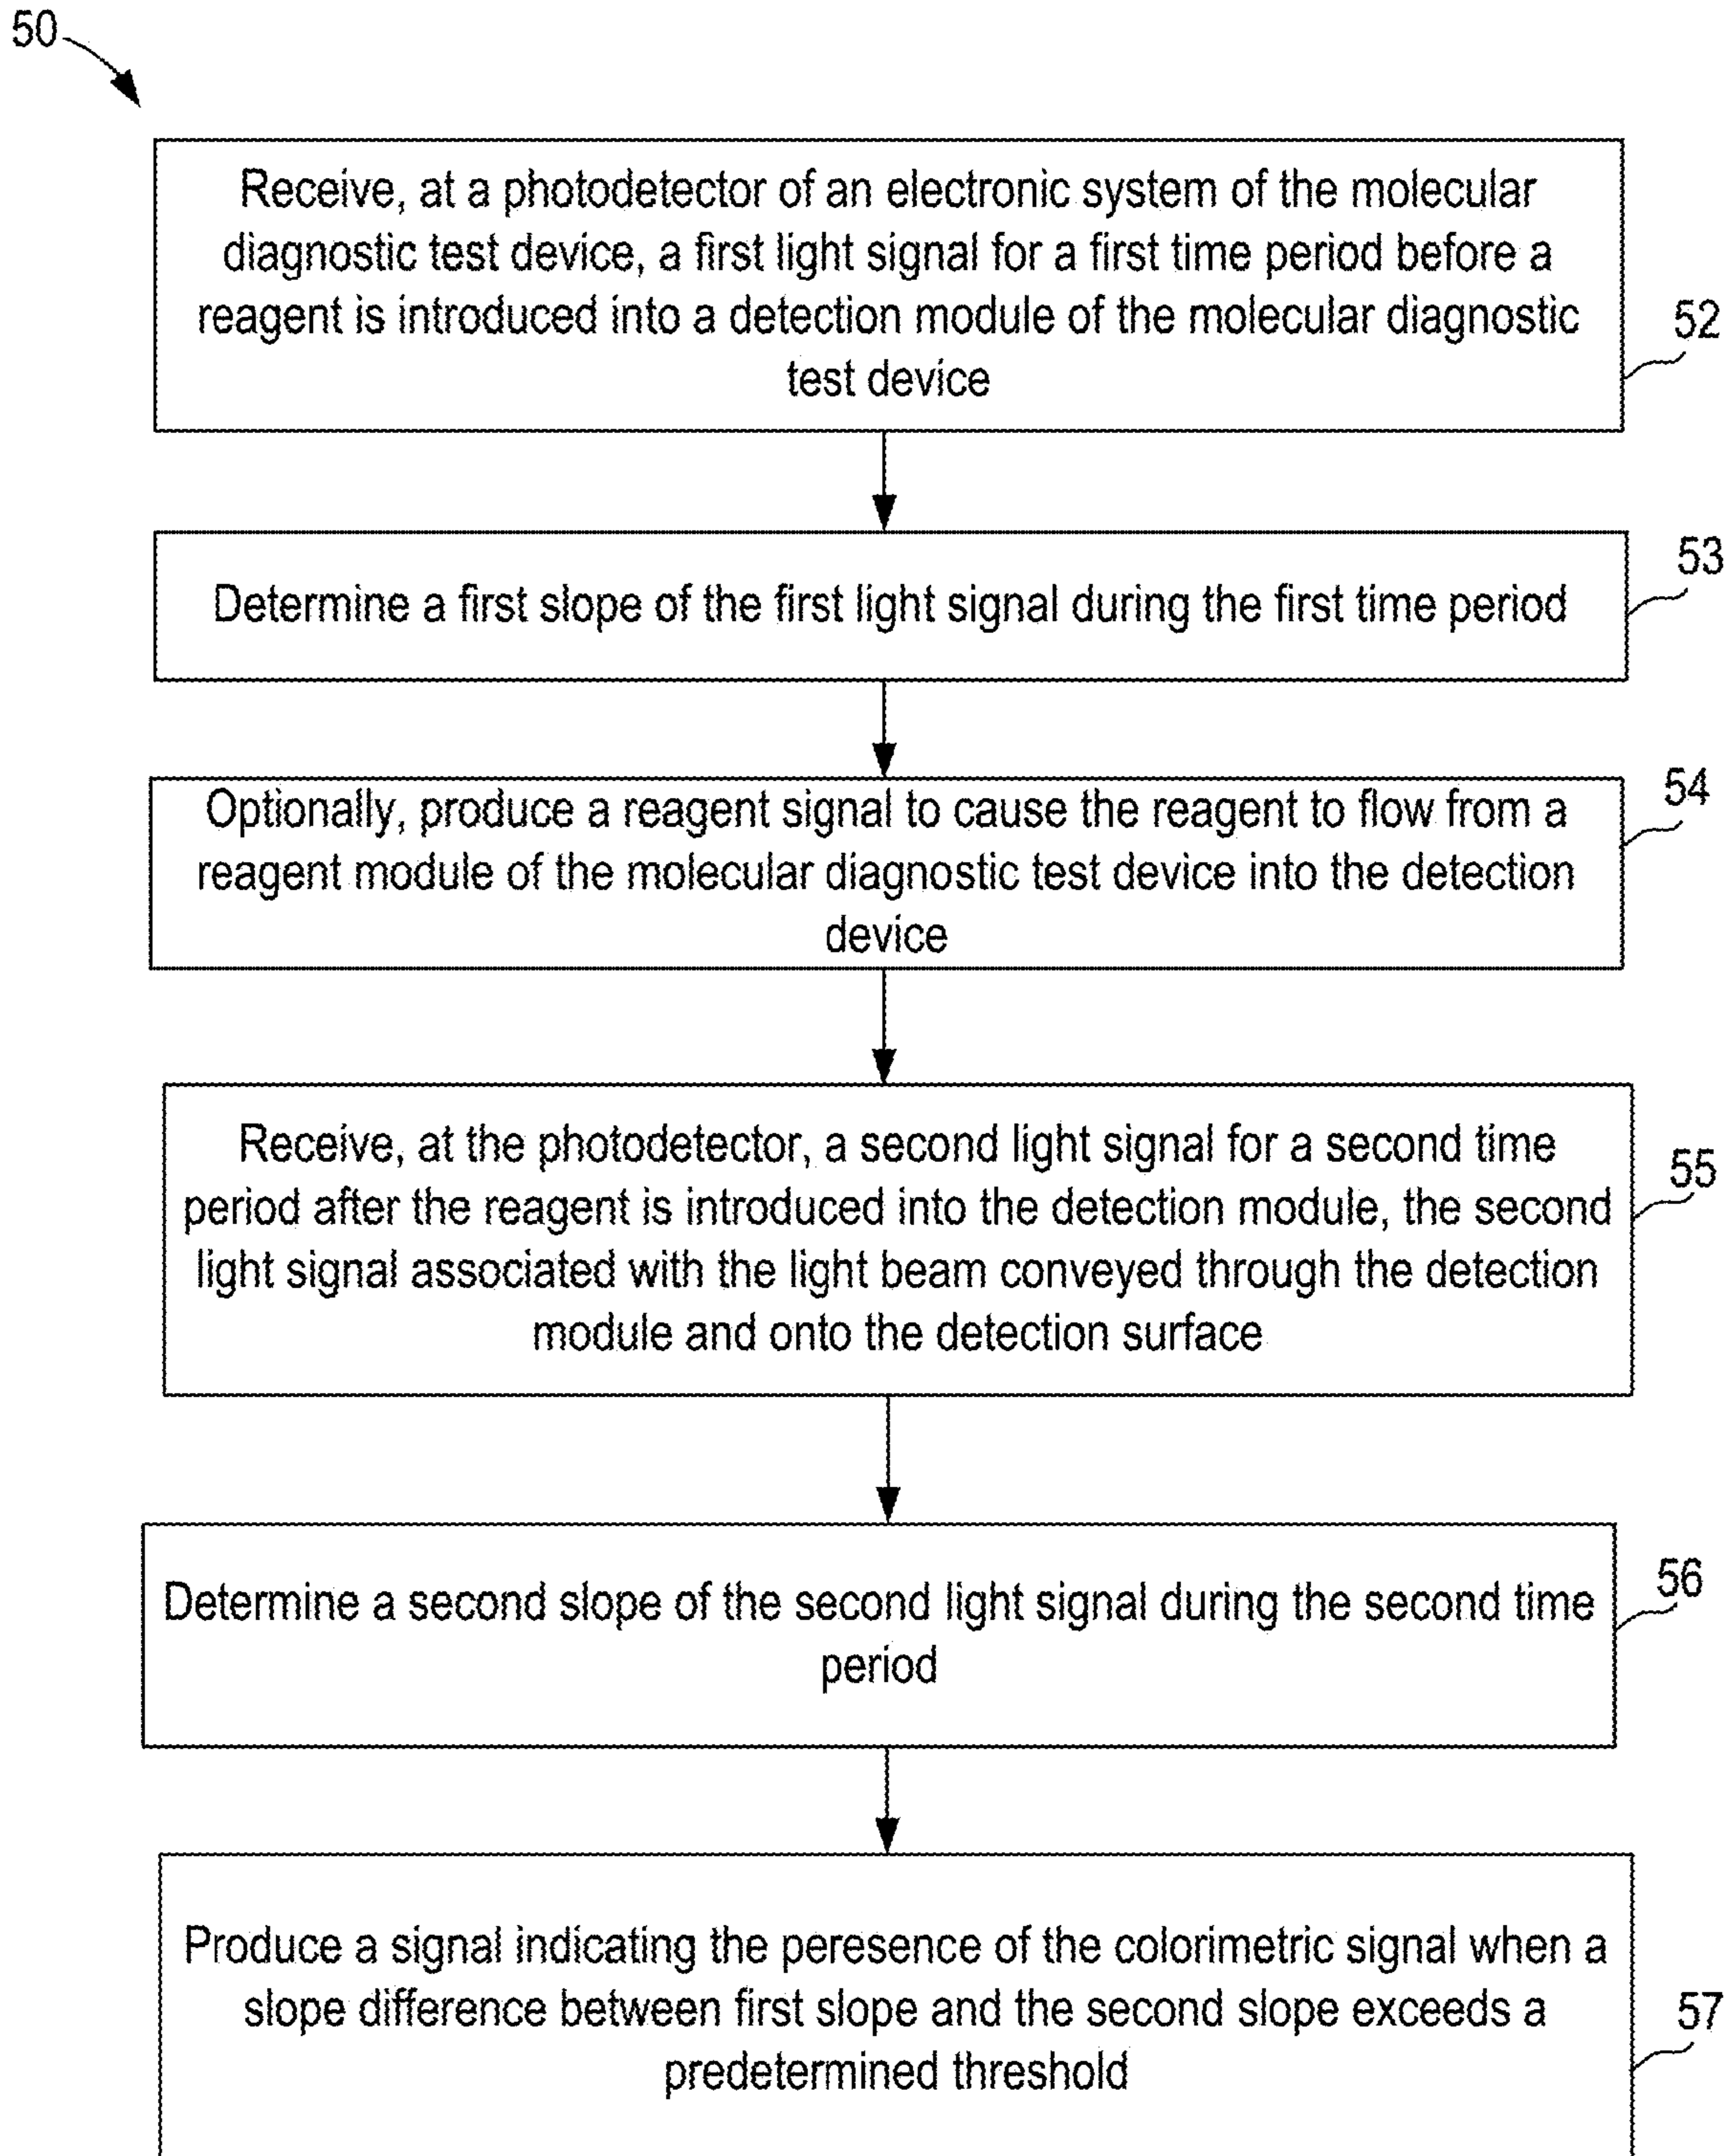 50
Receive, at a photodetector of an electronic system of the molecular
diagnostic test device, a first light signal for a first time period before a
reagent is introduced into a detection module of the molecular diagnostic
test device
52
Determine a first slope of the first light signal during the first time period
53
Optionally, produce a reagent signal to cause the reagent to flow from a
reagent module of the molecular diagnostic test device into the detection
device
54
Receive, at the photodetector, a second light signal for a second time
period after the reagent is introduced into the detection module, the second
light signal associated with the light beam conveyed through the detection
module and onto the detection surface
55
Determine a second slope of the second light signal during the second time
period
56
Produce a signal indicating the peresence of the colorimetric signal when a
slope difference between first slope and the second slope exceeds a
predetermined threshold
57